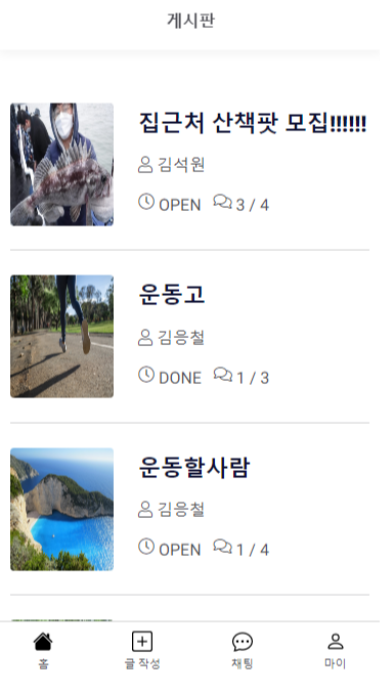 게시판
집근처 산책팟 모집!!!!!!
김석원
OPEN 3 / 4
운동고
김응철
DONE 1 / 3
운동할사람
김응철
OPEN 1 / 4
홈 글 작성 채팅 마이